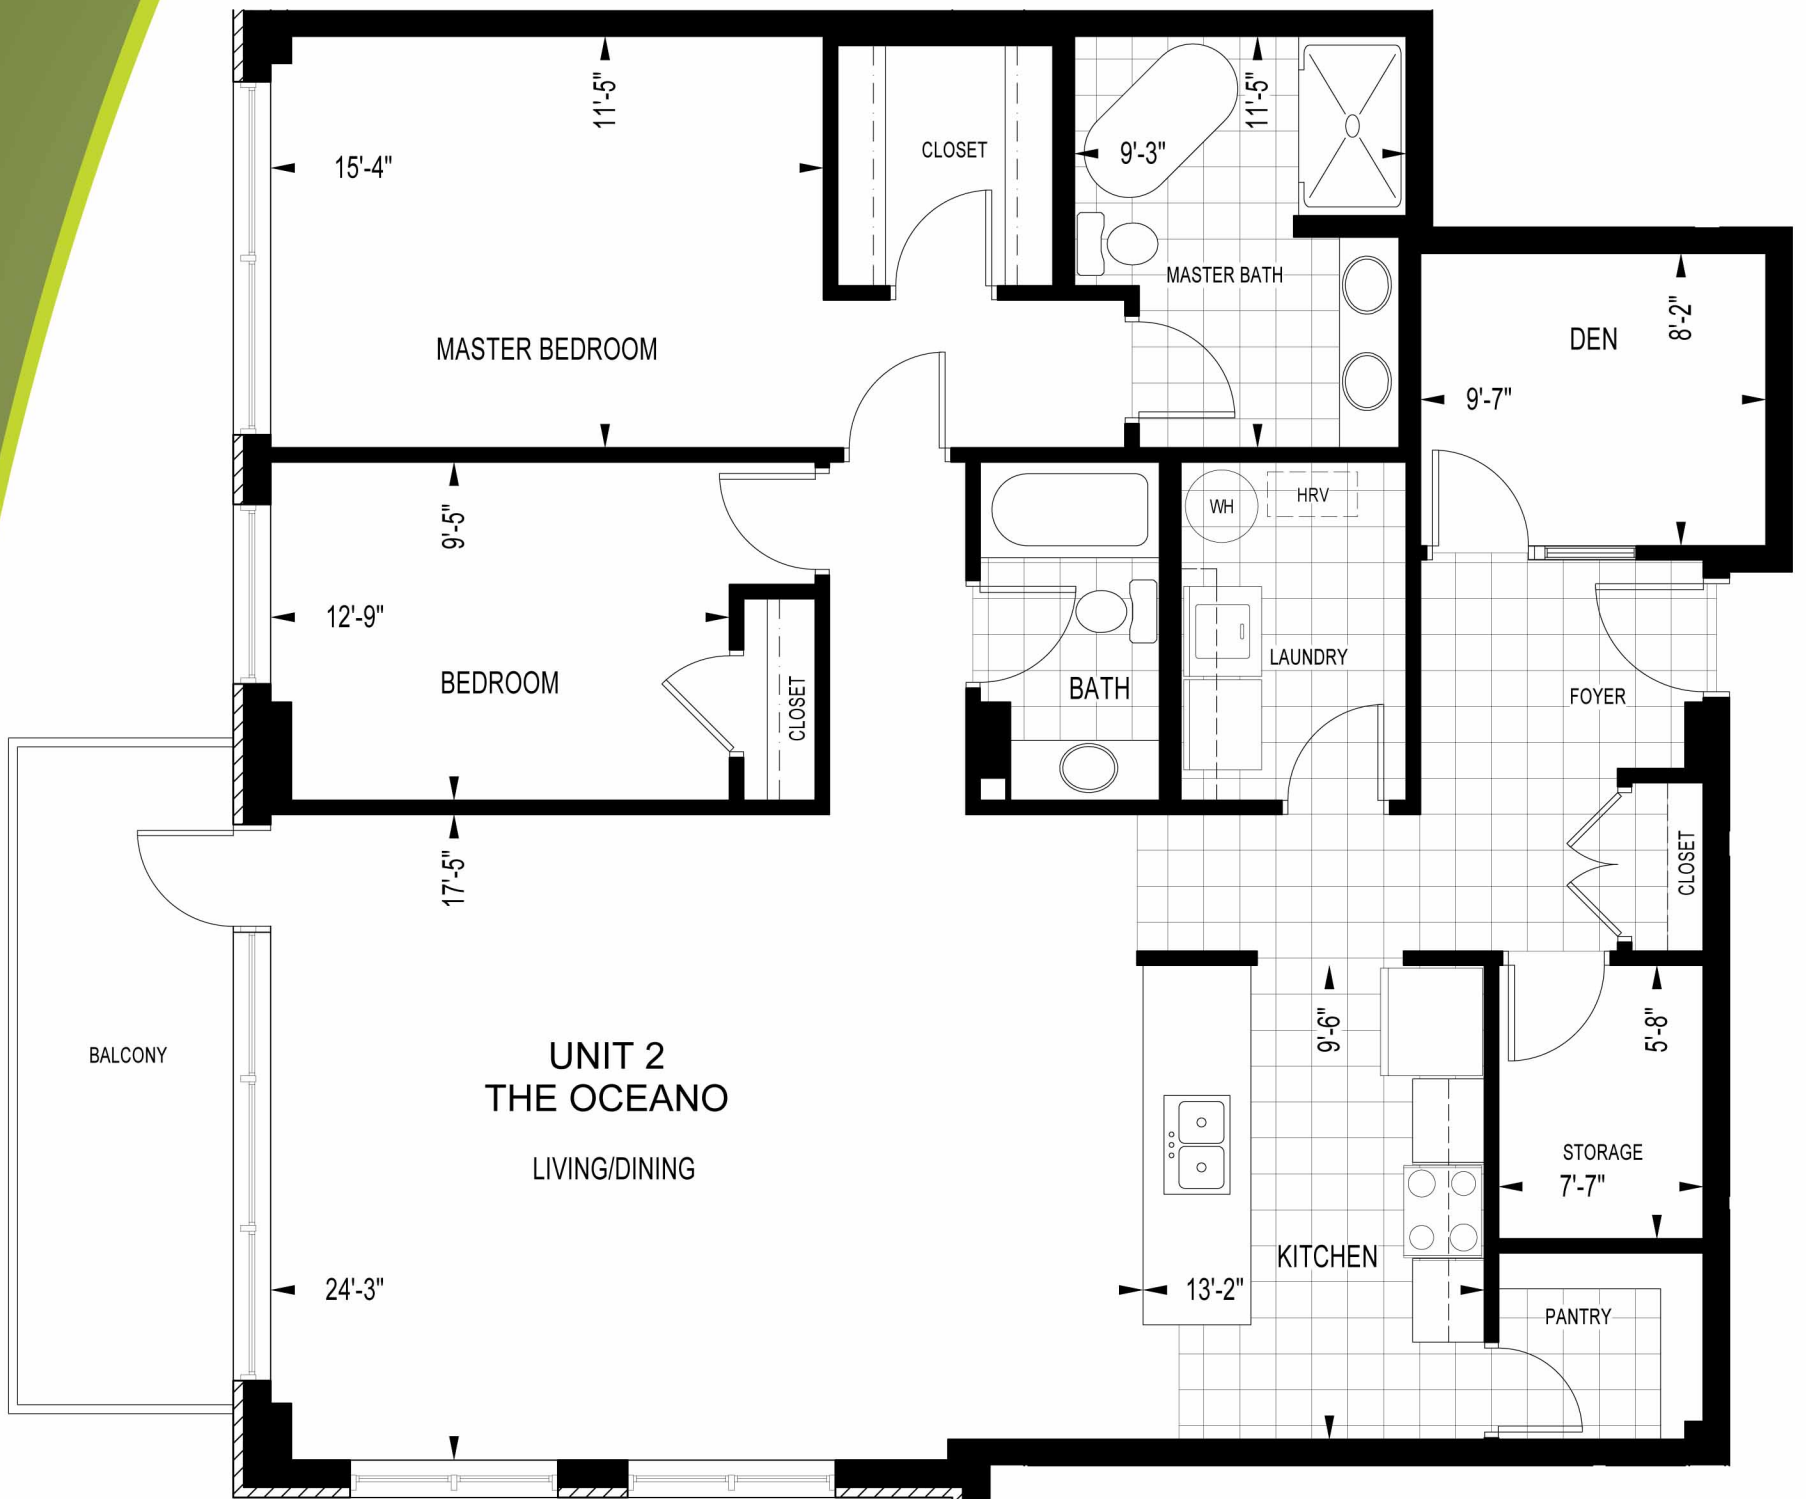 11'-5"
15'-4"
MASTER BEDROOM
CLOSET
9'-3"
11'-5"
MASTER BATH
DEN
8'-2"
9'-7"
9'-5"
12'-9"
BEDROOM
CLOSET
BATH
WH
HRV
LAUNDRY
FOYER
CLOSET
17'-5"
BALCONY
UNIT 2
THE OCEANO
LIVING/DINING
24'-3"
9'-6"
KITCHEN
13'-2"
5'-8"
STORAGE
7'-7"
PANTRY